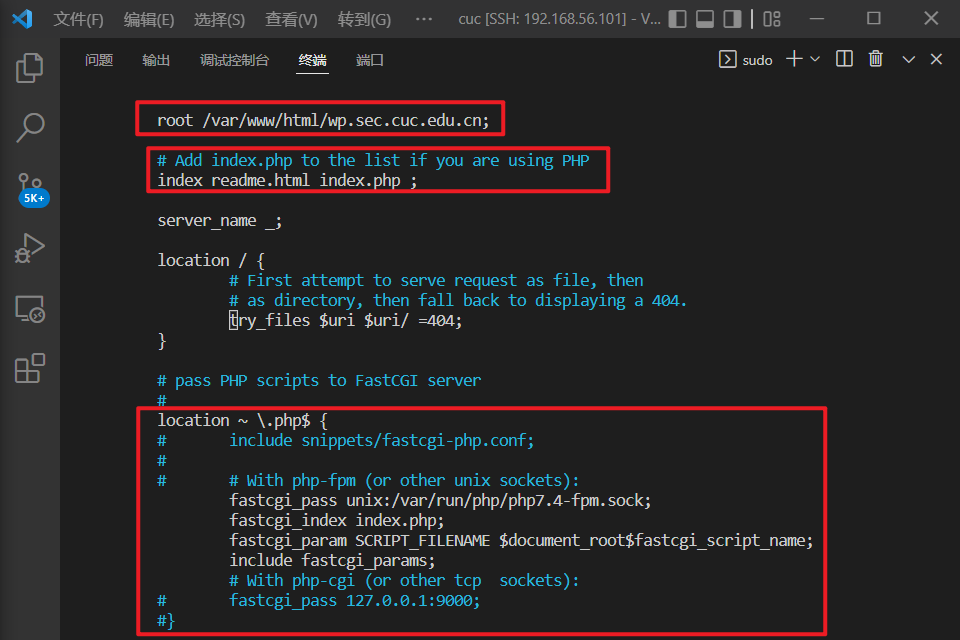 文件(F) 编辑(E) 选择(S) 查看(V) 转到(G) ··· cuc [SSH: 192.168.56.101] - V...
问题 输出 调试控制台 终端 端口 sudo
root /var/www/html/wp.sec.cuc.edu.cn;
# Add index.php to the list if you are using PHP
index readme.html index.php ;
server_name _;
location / {
# First attempt to serve request as file, then
# as directory, then fall back to displaying a 404.
try_files $uri $uri/ =404;
}
# pass PHP scripts to FastCGI server
#
location ~ \.php$ {
# include snippets/fastcgi-php.conf;
#
# # With php-fpm (or other unix sockets):
fastcgi_pass unix:/var/run/php/php7.4-fpm.sock;
fastcgi_index index.php;
fastcgi_param SCRIPT_FILENAME $document_root$fastcgi_script_name;
include fastcgi_params;
# With php-cgi (or other tcp  sockets):
# fastcgi_pass 127.0.0.1:9000;
#}
5K+